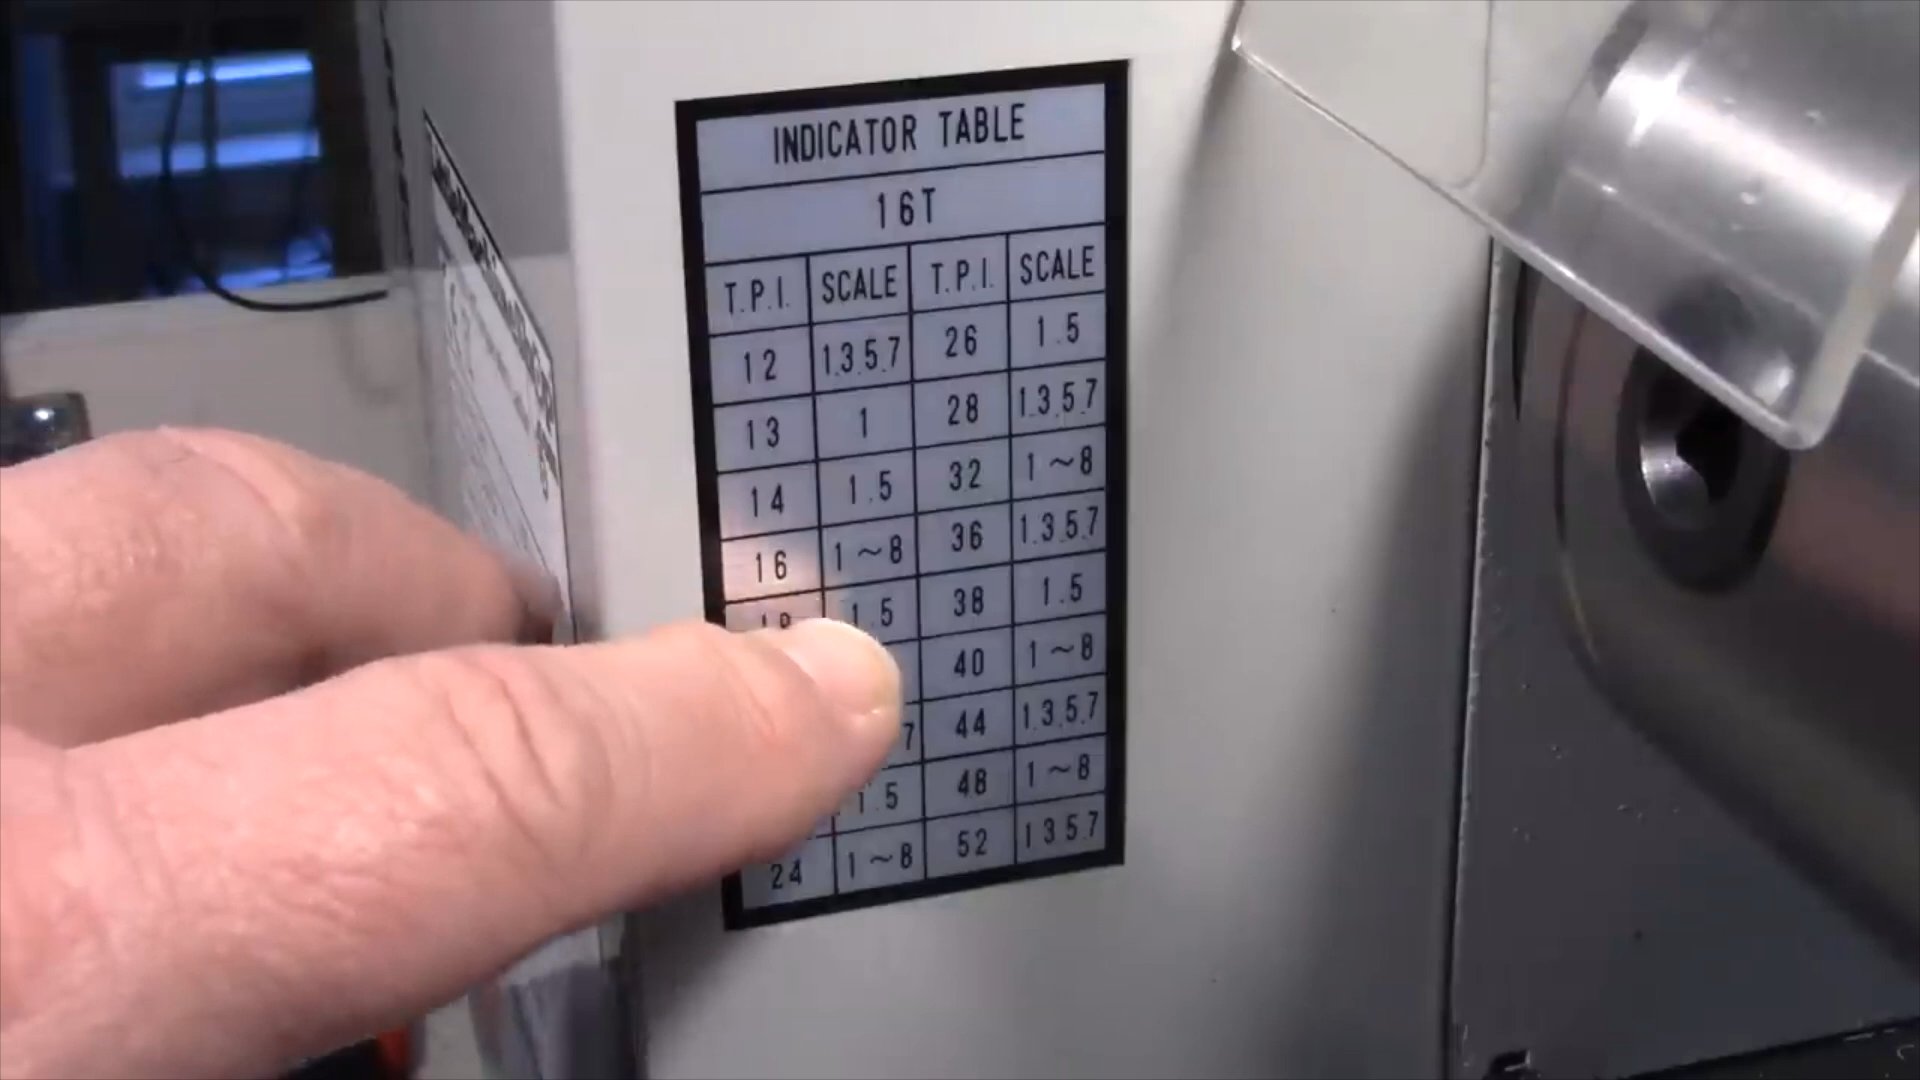 INDICATOR TABLE
16T
T.P.I. SCALE T.P.I. SCALE
12 1.3.5.7 26 1.5
13 1 28 1.3.5.7
14 1.5 32 1~8
16 1~8 36 1.3.5.7
18 1.5 38 1.5
40 1~8
7 44 1.3.5.7
1.5 48 1~8
24 1~8 52 1.3.5.7